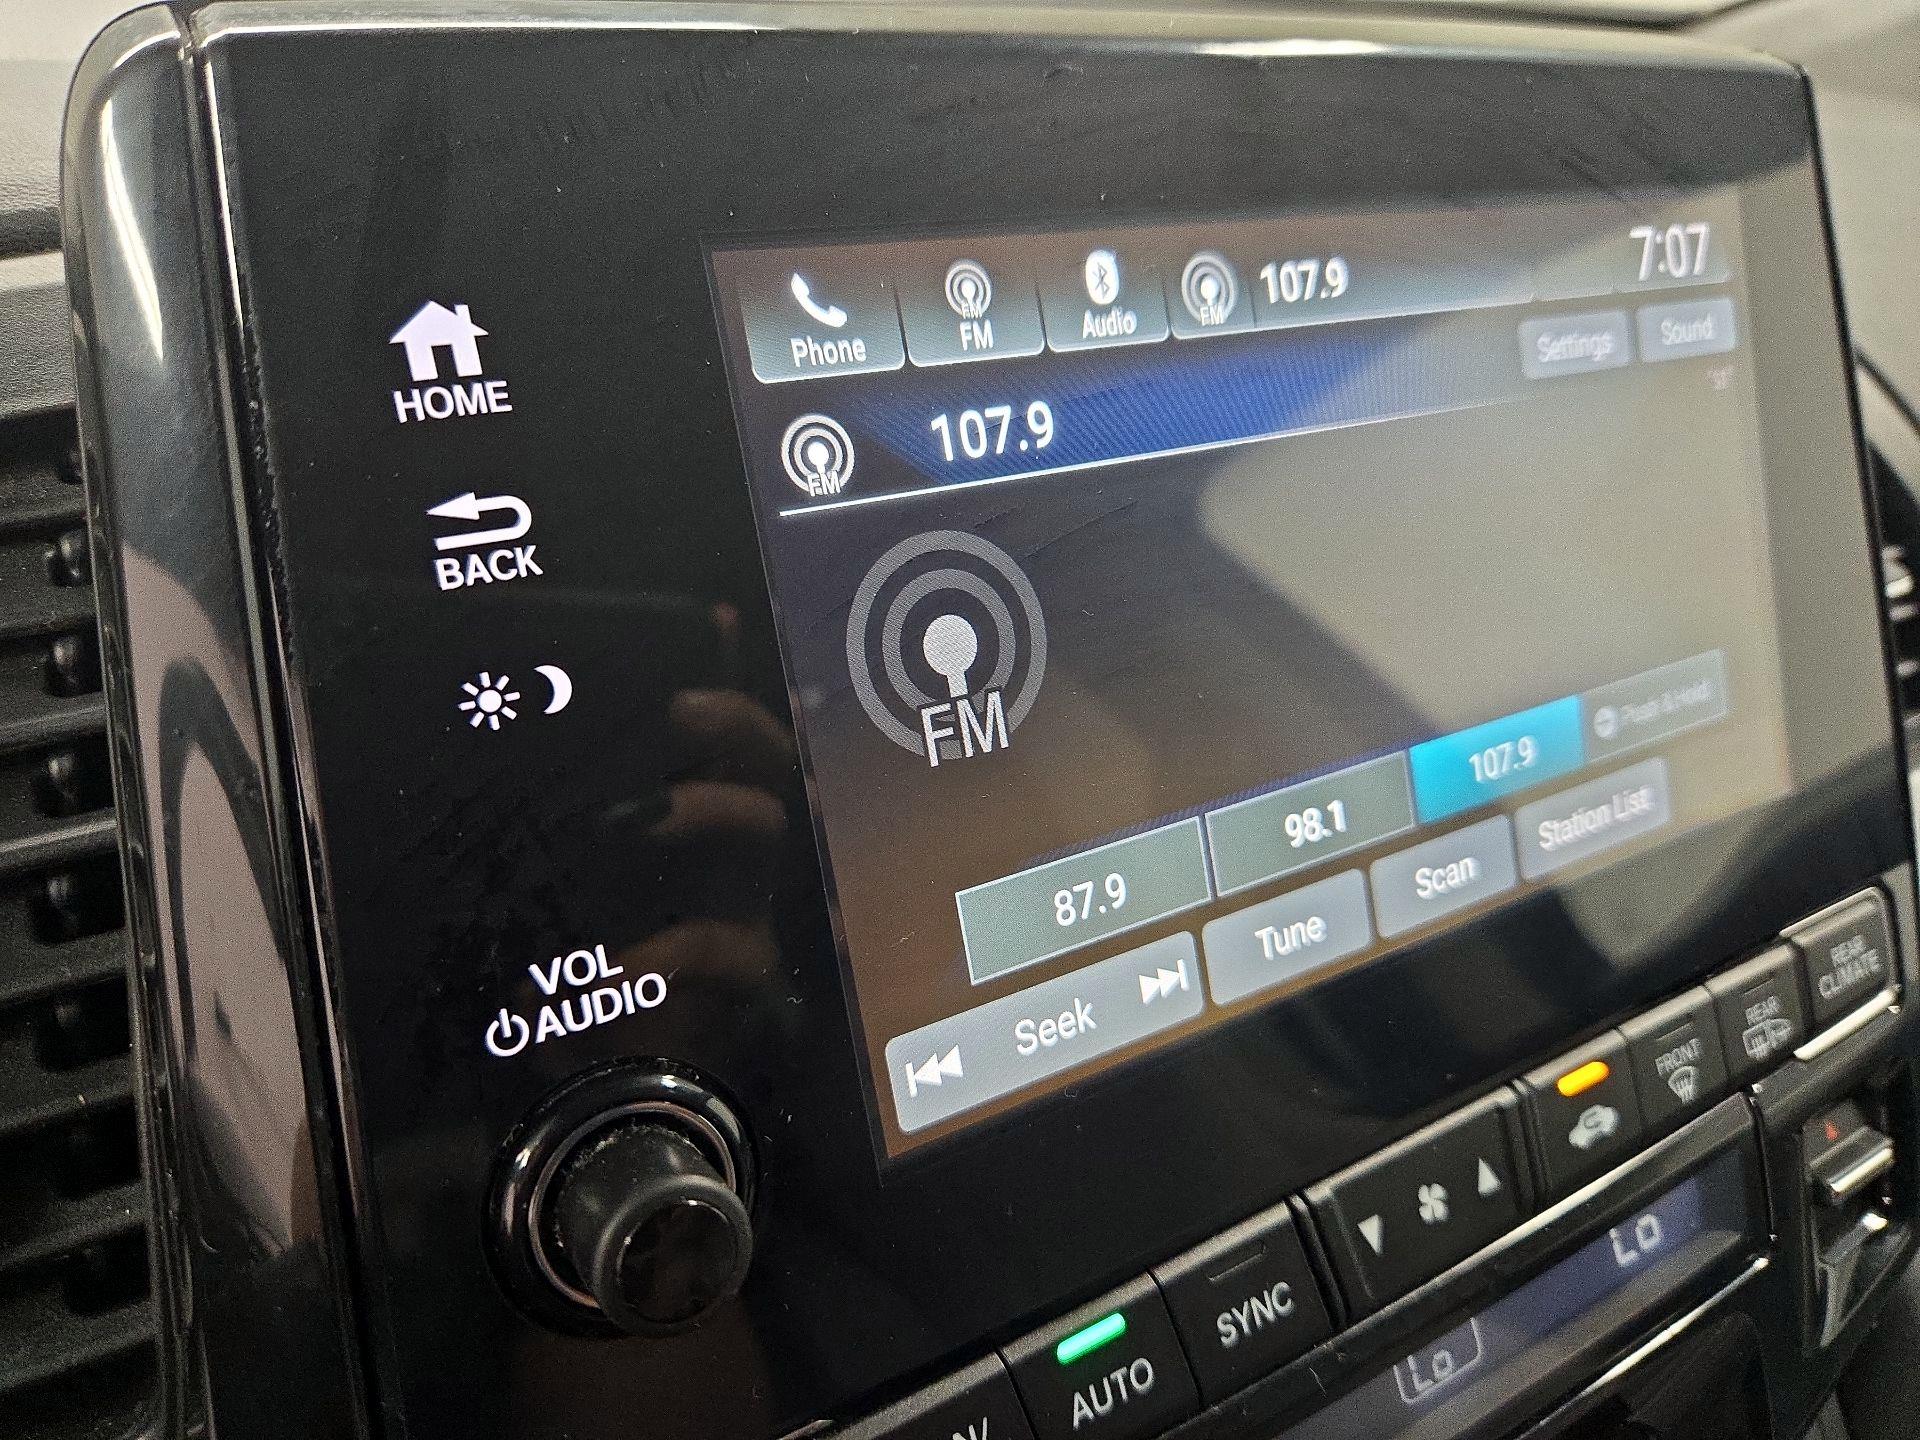 7:07
Phone
FM
FM
Audio
FM
107.9
Settings
Sound
FM
107.9
FM
87.9
98.1
107.9
Seek
Tune
Scan
Station List
HOME
BACK
VOL
AUDIO
AUTO
SYNC
FRONT
REAR
REAR
CLIMATE
Lo
Lo